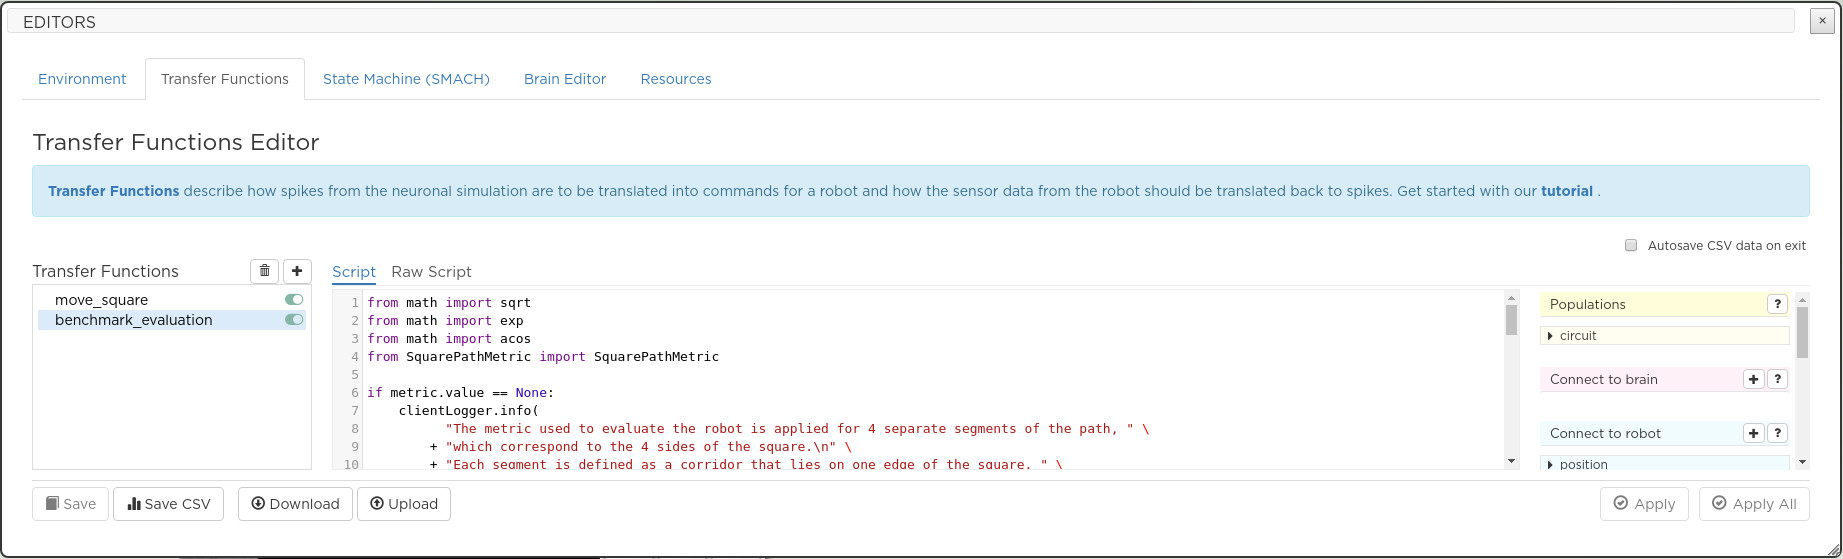 EDITORS ×
Environment Transfer Functions State Machine (SMACH) Brain Editor Resources
Transfer Functions Editor
Transfer Functions describe how spikes from the neuronal simulation are to be translated into commands for a robot and how the sensor data from the robot should be translated back to spikes. Get started with our tutorial .
Autosave CSV data on exit
Transfer Functions
move_square
benchmark_evaluation
Script Raw Script
1 from math import sqrt
2 from math import exp
3 from math import acos
4 from SquarePathMetric import SquarePathMetric
5
6 if metric.value == None:
7 clientLogger.info(
8 "The metric used to evaluate the robot is applied for 4 separate segments of the path, " \
9 + "which correspond to the 4 sides of the square.\n" \
10 + "Each segment is defined as a corridor that lies on one edge of the square. " \
Populations ?
circuit
Connect to brain + ?
Connect to robot + ?
position
Save Save CSV Download Upload Apply Apply All